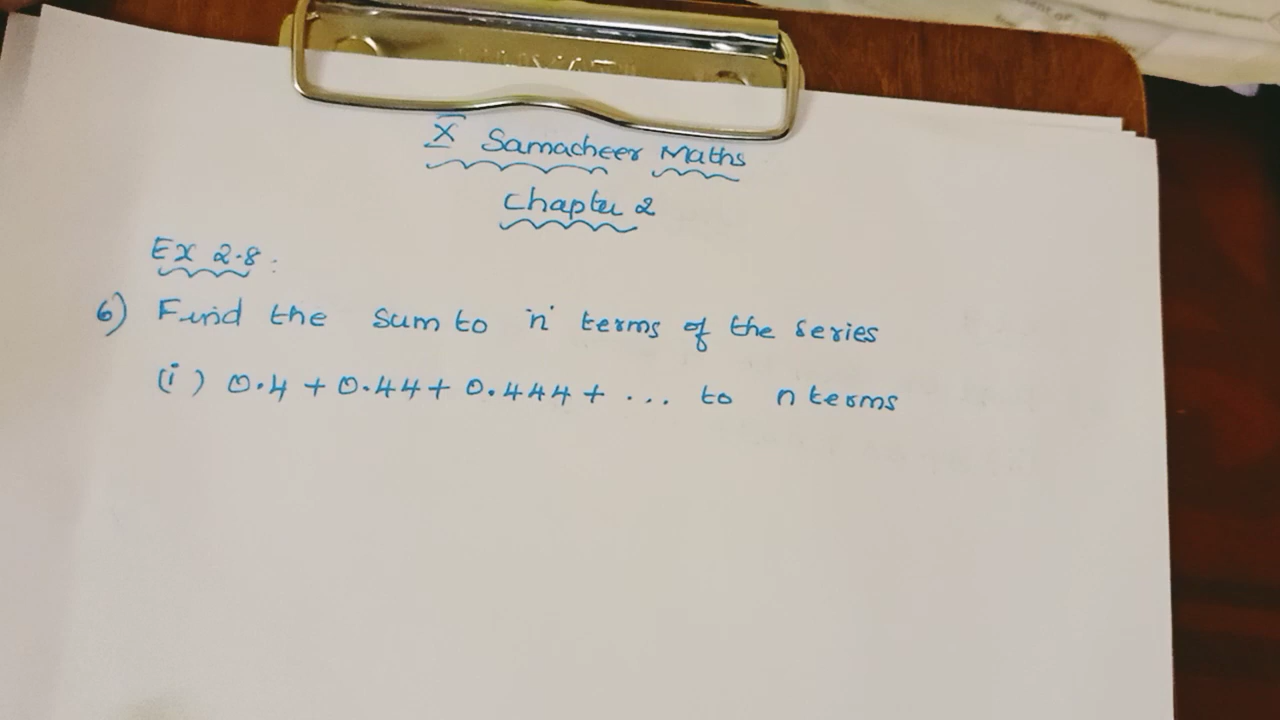 X Samacheer Maths
Chapter 2
Ex 2.8:
6) Find the sum to 'n' terms of the series
(i) 0.4 + 0.44 + 0.444 + ... to n terms